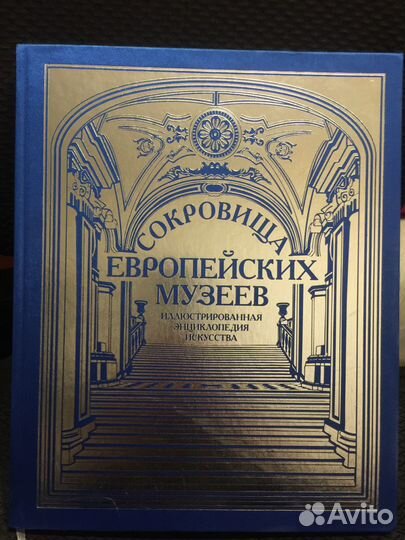 СОКРОВИЩА
ЕВРОПЕЙСКИХ
МУЗЕЕВ
ИЛЛЮСТРИРОВАННАЯ
ЭНЦИКЛОПЕДИЯ
ИСКУССТВА
Avito